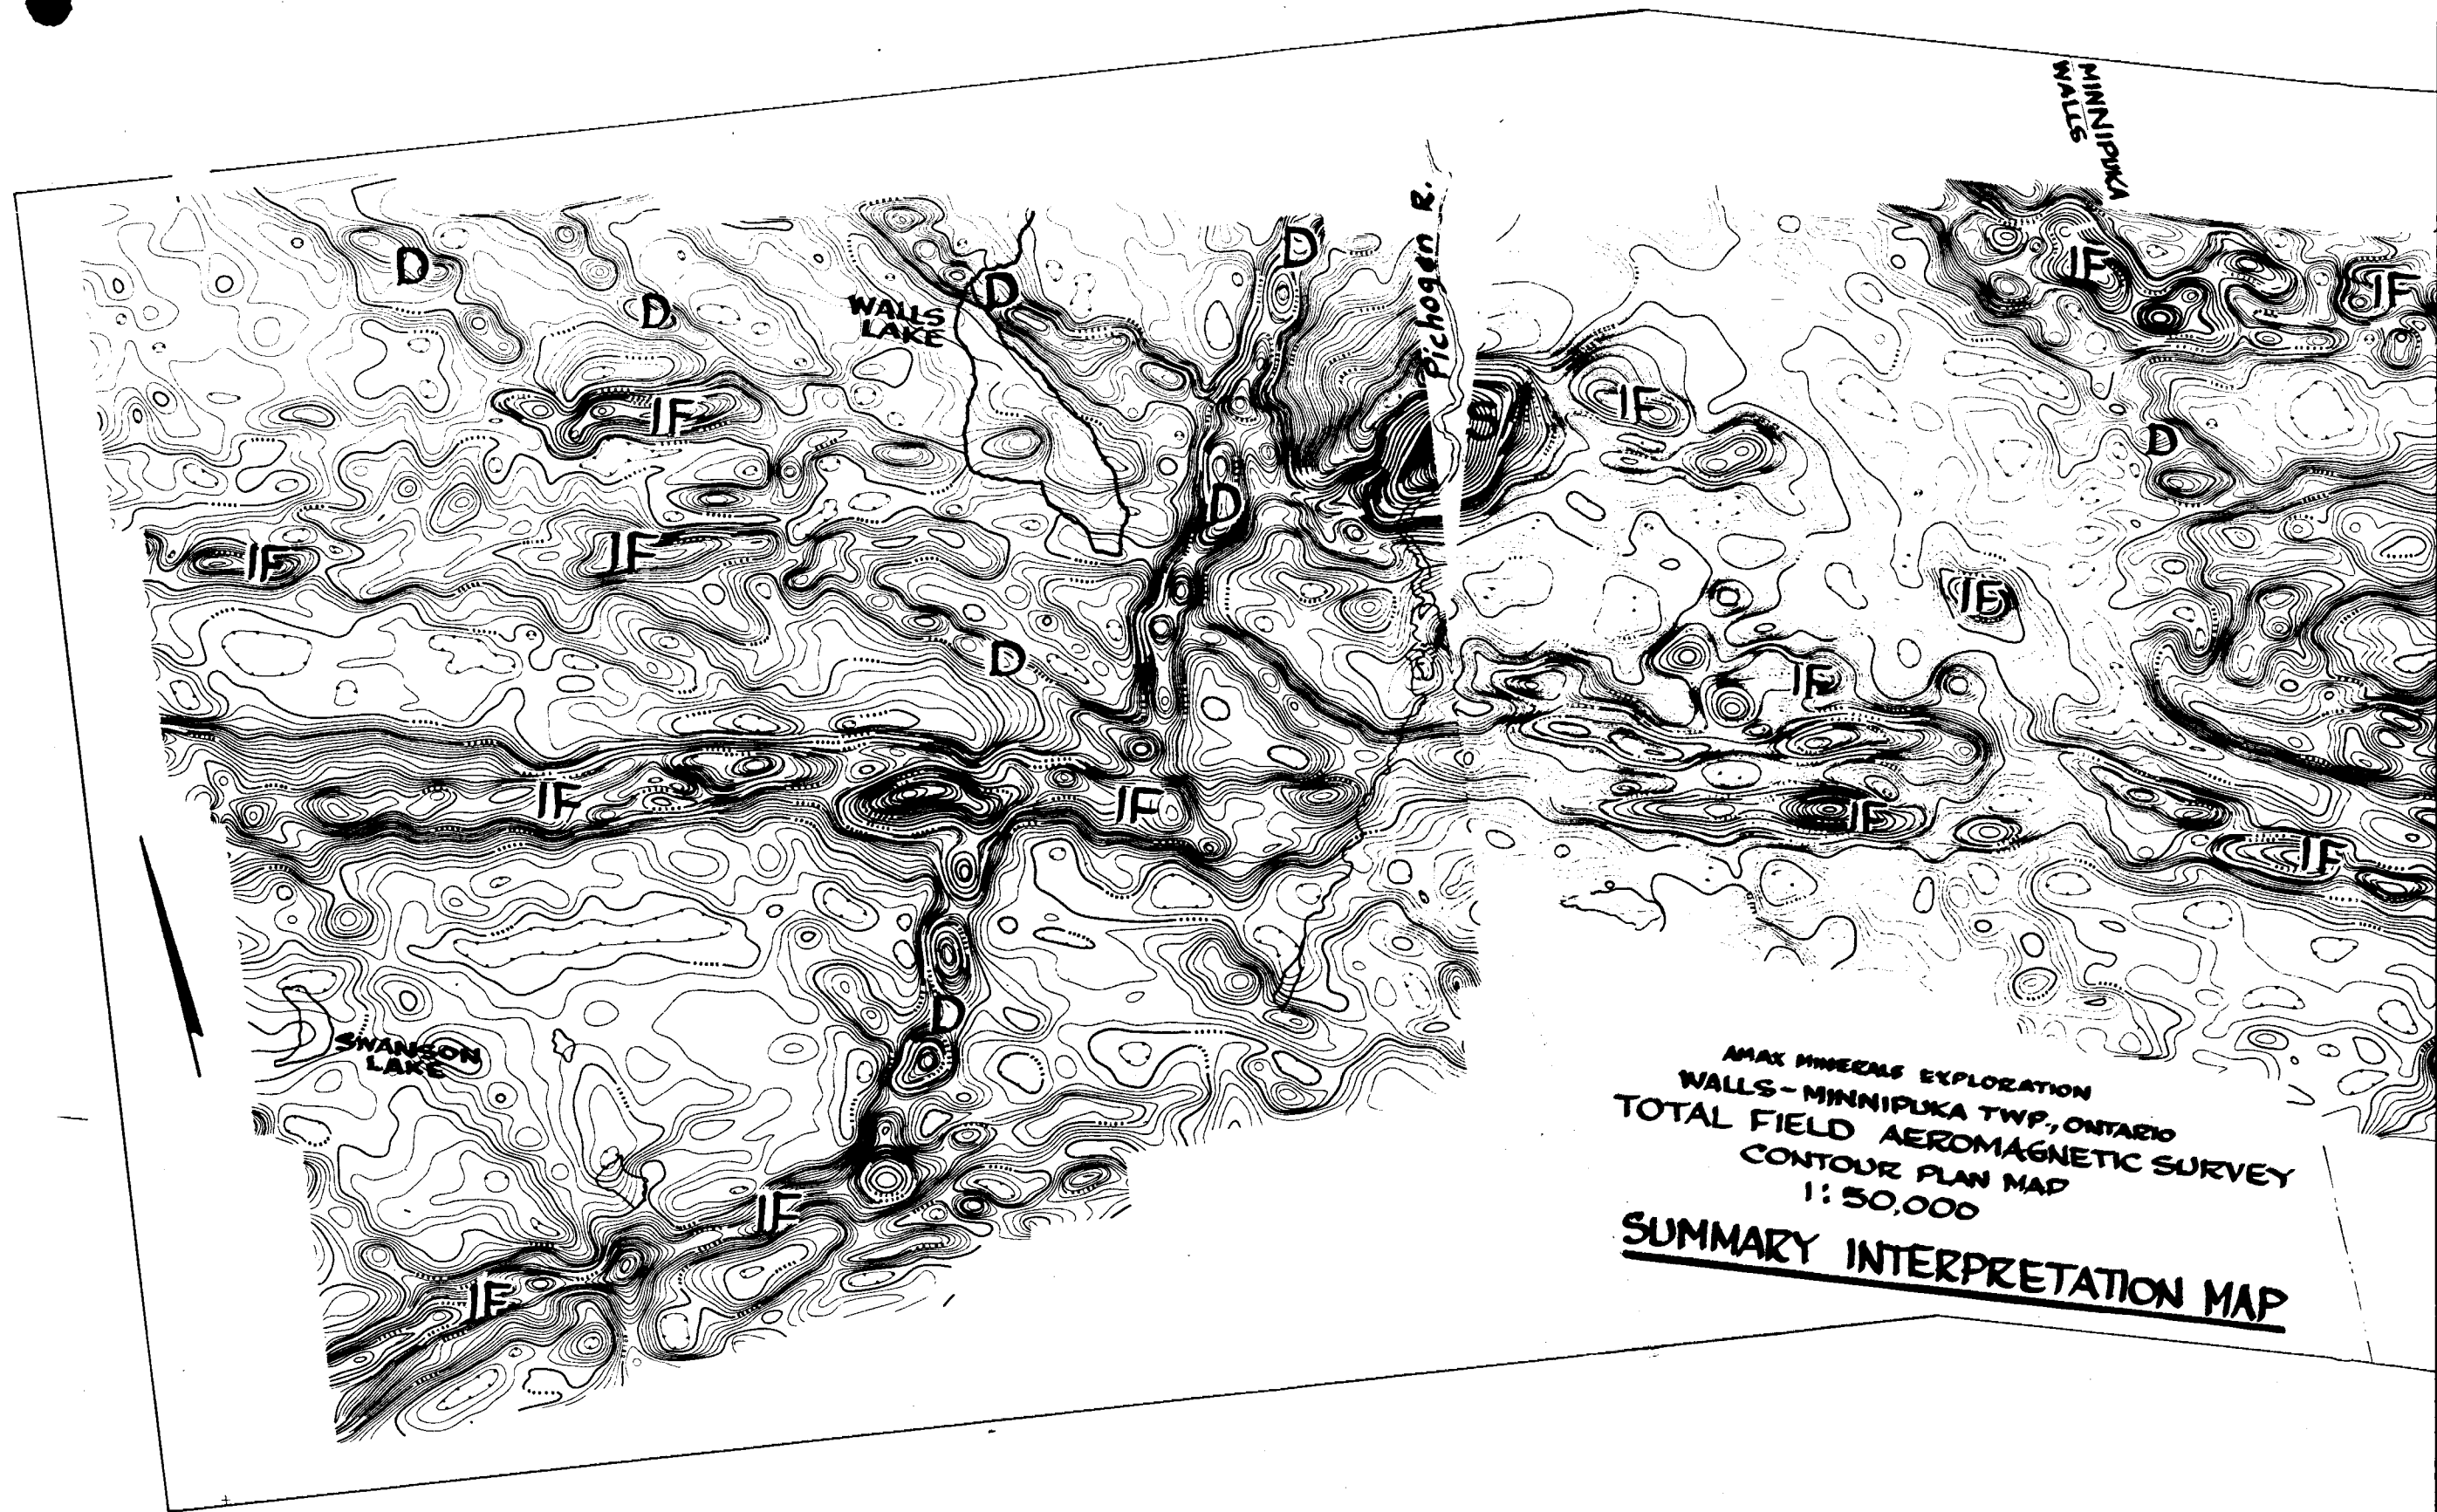 MINNIPUKA
WALLS
Pichogen R.
D
D
D
D
IF
IF
WALLS
LAKE
IF
S
IF
D
D
IF
IF
IF
D
IF
IF
IF
IF
IF
D
SWANSON
LAKE
IF
IF
AMAX MINERALS EXPLORATION
WALLS - MINNIPUKA TWP., ONTARIO
TOTAL FIELD AEROMAGNETIC SURVEY
CONTOUR PLAN MAP
1:50,000
SUMMARY INTERPRETATION MAP